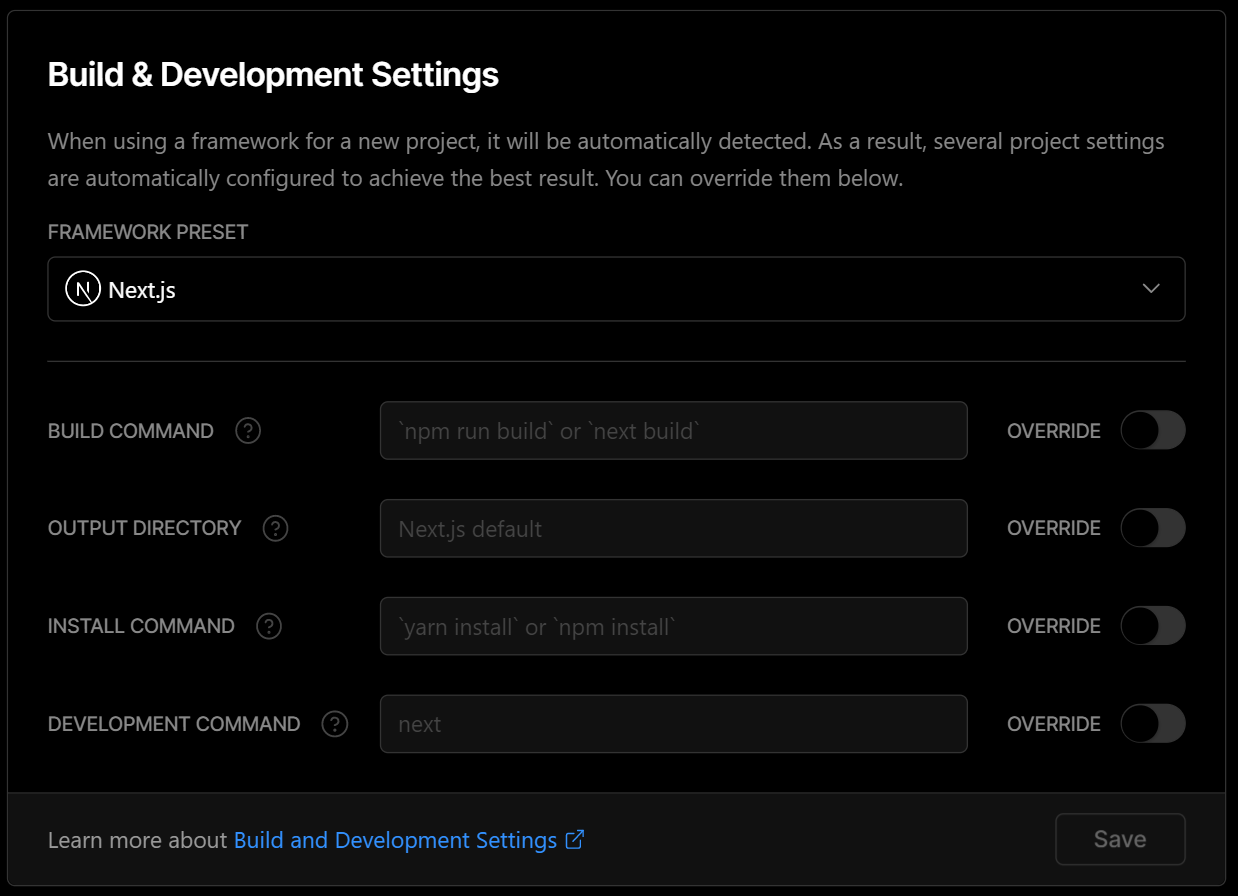 Build & Development Settings
When using a framework for a new project, it will be automatically detected. As a result, several project settings
are automatically configured to achieve the best result. You can override them below.
FRAMEWORK PRESET
N Next.js
BUILD COMMAND ? `npm run build` or `next build` OVERRIDE
OUTPUT DIRECTORY ? Next.js default OVERRIDE
INSTALL COMMAND ? `yarn install` or `npm install` OVERRIDE
DEVELOPMENT COMMAND ? next OVERRIDE
Learn more about Build and Development Settings Save